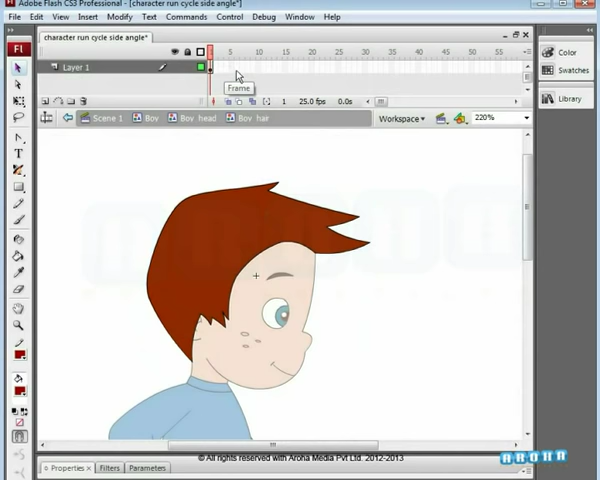 Adobe Flash CS3 Professional - [character run cycle side angle*]
File Edit View Insert Modify Text Commands Control Debug Window Help
Fl
character run cycle side angle*
5 10 15 20 25 30 35 40 45 50 55
Layer 1
Frame
1 25.0 fps 0.0s
Scene 1 Boy Boy head Boy hair
Workspace
220%
Color
Swatches
Library
T
© All rights reserved with Aroha Media Pvt Ltd. 2012-2013
AROHA
Properties Filters Parameters